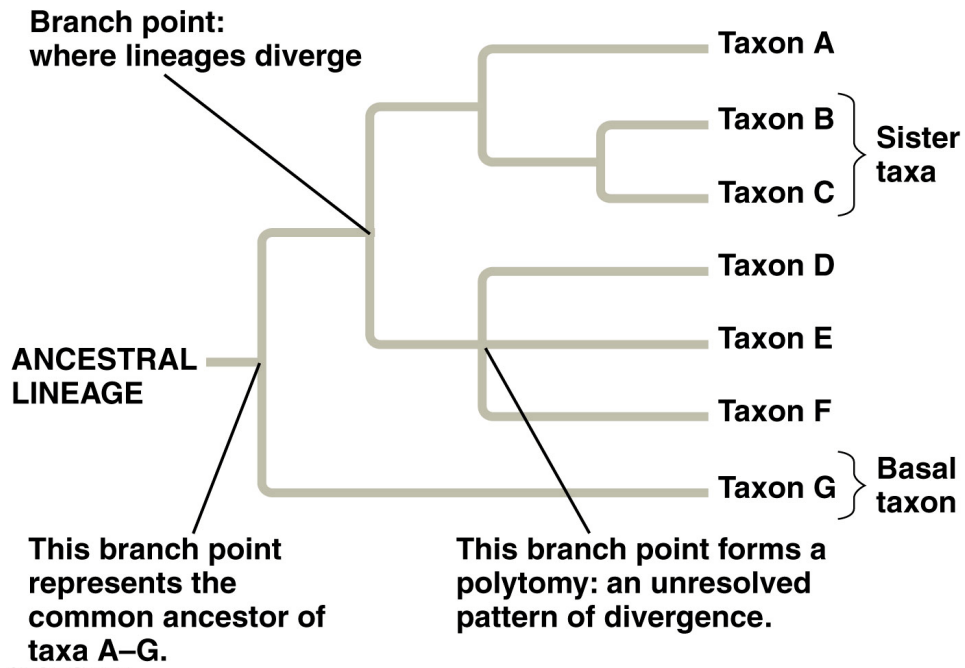 Branch point:
where lineages diverge
Taxon A
Taxon B
Taxon C
Sister
taxa
Taxon D
Taxon E
Taxon F
ANCESTRAL
LINEAGE
Taxon G
Basal
taxon
This branch point
represents the
common ancestor of
taxa A–G.
This branch point forms a
polytomy: an unresolved
pattern of divergence.